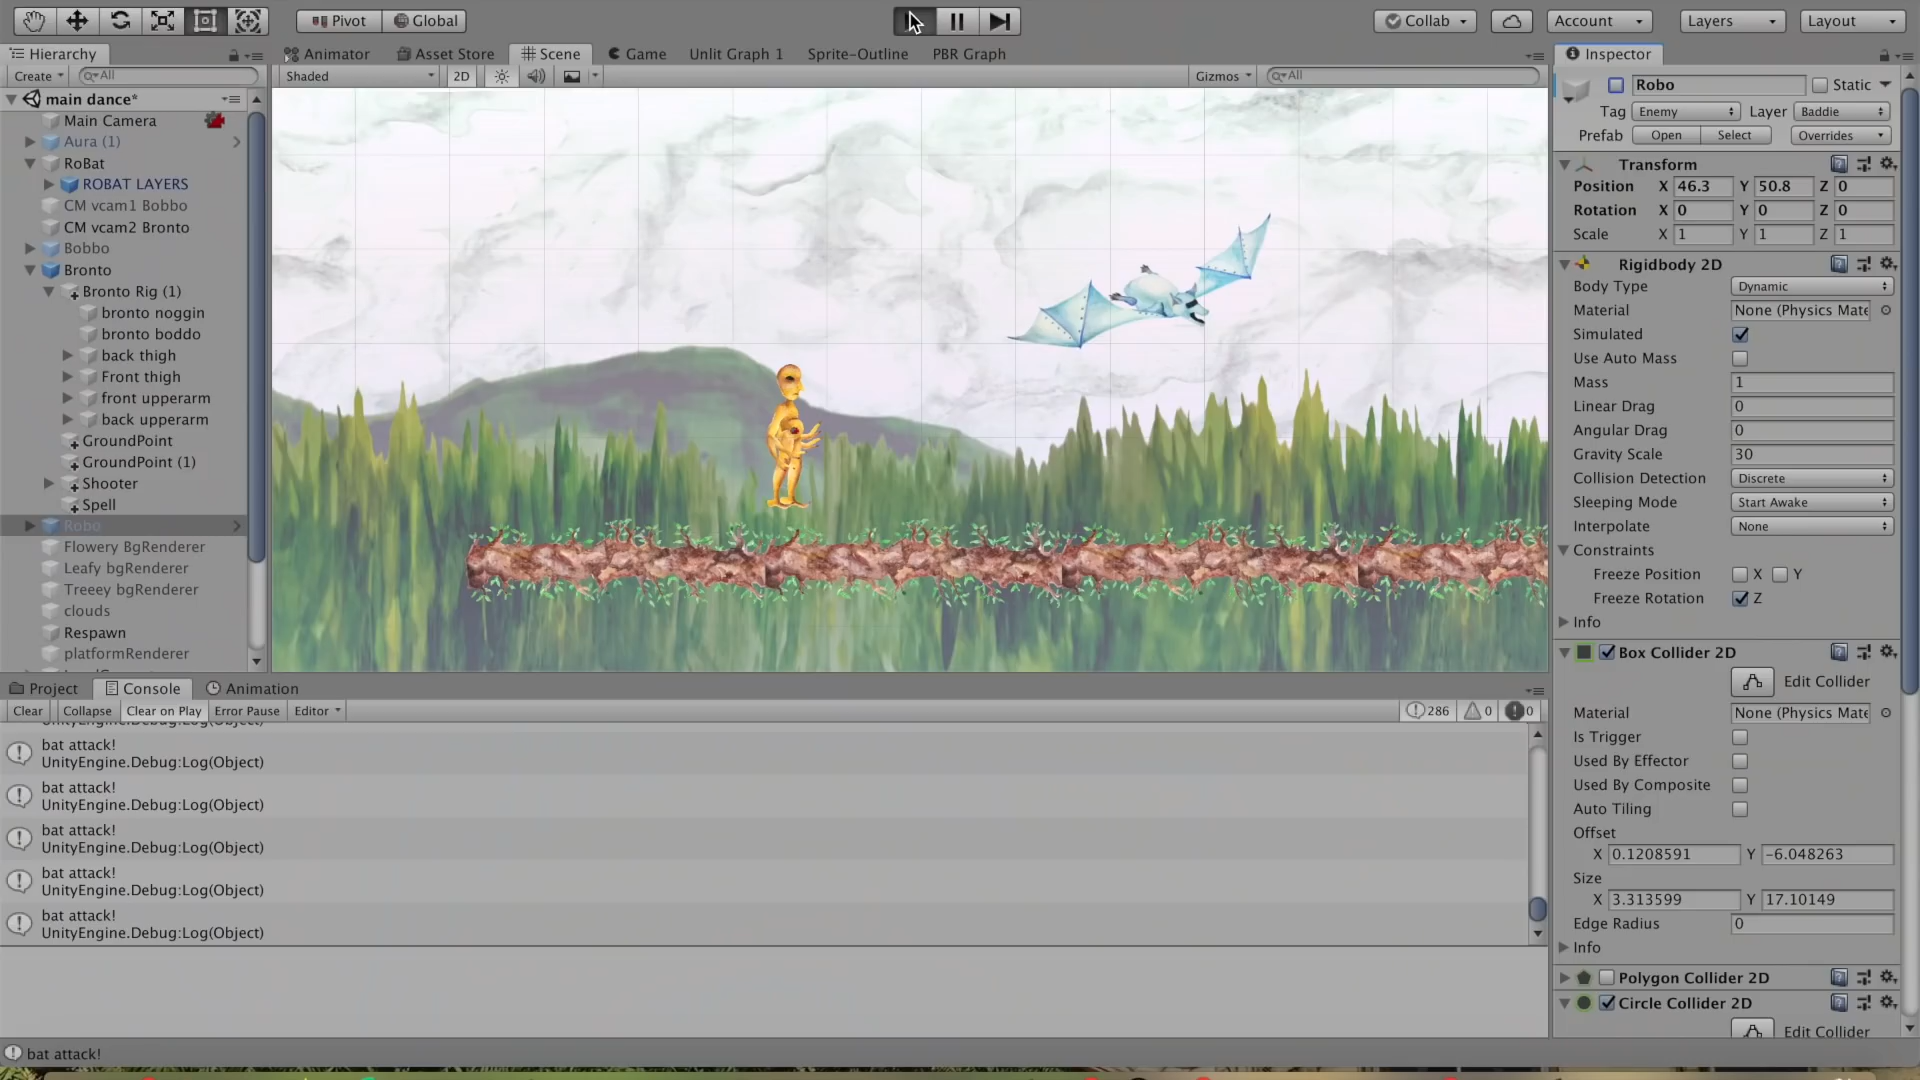 Pivot Global Collab Account Layers Layout
Hierarchy Animator Asset Store Scene Game Unlit Graph 1 Sprite-Outline PBR Graph Inspector
Create All Shaded 2D Gizmos All
main dance*
Main Camera
Aura (1)
RoBat
ROBAT LAYERS
CM vcam1 Bobbo
CM vcam2 Bronto
Bobbo
Bronto
Bronto Rig (1)
bronto noggin
bronto boddo
back thigh
Front thigh
front upperarm
back upperarm
GroundPoint
GroundPoint (1)
Shooter
Spell
Robo
Flowery BgRenderer
Leafy bgRenderer
Treeey bgRenderer
clouds
Respawn
platformRenderer
Robo Static
Tag Enemy Layer Baddie
Prefab Open Select Overrides
Transform
Position X 46.3 Y 50.8 Z 0
Rotation X 0 Y 0 Z 0
Scale X 1 Y 1 Z 1
Rigidbody 2D
Body Type Dynamic
Material None (Physics Mate
Simulated
Use Auto Mass
Mass 1
Linear Drag 0
Angular Drag 0
Gravity Scale 30
Collision Detection Discrete
Sleeping Mode Start Awake
Interpolate None
Constraints
Freeze Position X Y
Freeze Rotation Z
Info
Box Collider 2D
Edit Collider
Material None (Physics Mate
Is Trigger
Used By Effector
Used By Composite
Auto Tiling
Offset
X 0.1208591 Y -6.048263
Size
X 3.313599 Y 17.10149
Edge Radius 0
Info
Polygon Collider 2D
Circle Collider 2D
Edit Collider
Project Console Animation
Clear Collapse Clear on Play Error Pause Editor 286 0 0
UnityEngine.Debug:Log(Object)
bat attack!
UnityEngine.Debug:Log(Object)
bat attack!
UnityEngine.Debug:Log(Object)
bat attack!
UnityEngine.Debug:Log(Object)
bat attack!
UnityEngine.Debug:Log(Object)
bat attack!
UnityEngine.Debug:Log(Object)
bat attack!